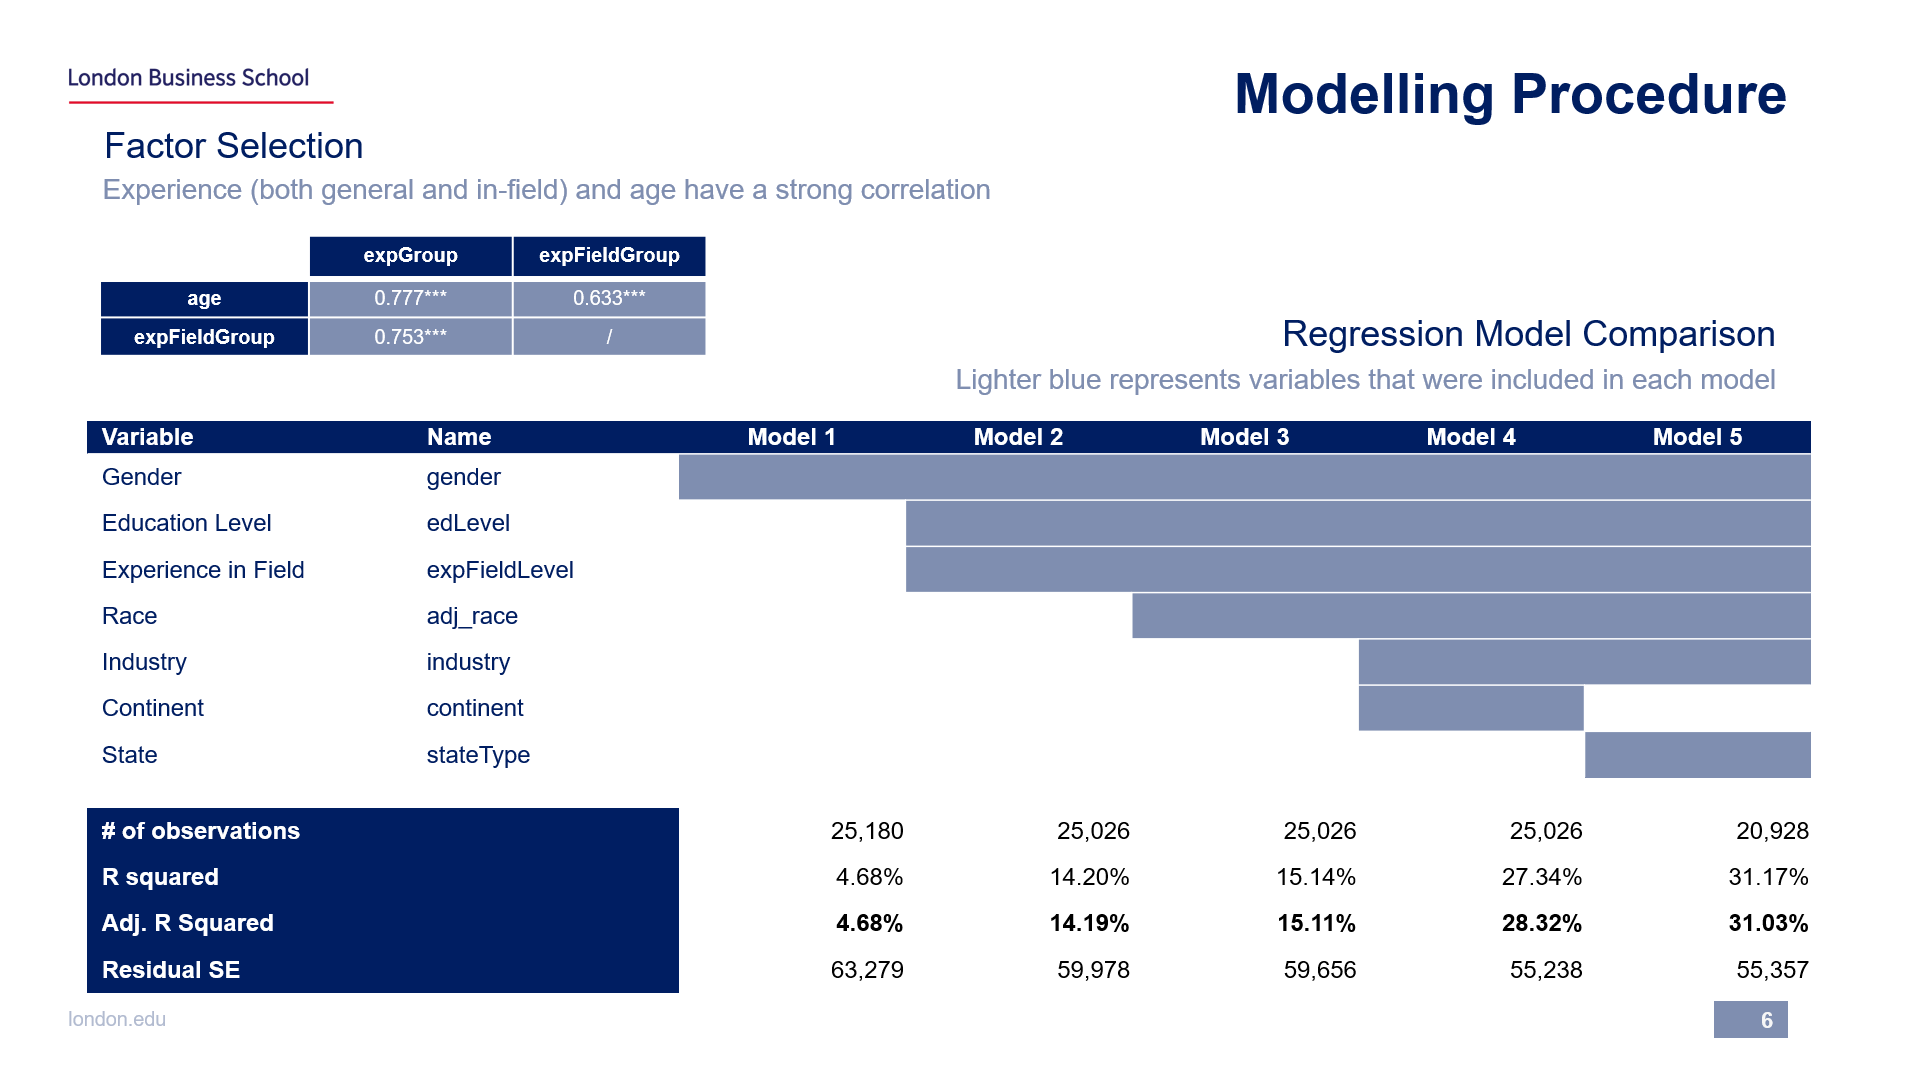 London Business School
Modelling Procedure
Factor Selection
Experience (both general and in-field) and age have a strong correlation
expGroup expFieldGroup
age 0.777*** 0.633***
expFieldGroup 0.753*** /
Regression Model Comparison
Lighter blue represents variables that were included in each model
Variable Name Model 1 Model 2 Model 3 Model 4 Model 5
Gender gender
Education Level edLevel
Experience in Field expFieldLevel
Race adj_race
Industry industry
Continent continent
State stateType
# of observations 25,180 25,026 25,026 25,026 20,928
R squared 4.68% 14.20% 15.14% 27.34% 31.17%
Adj. R Squared 4.68% 14.19% 15.11% 28.32% 31.03%
Residual SE 63,279 59,978 59,656 55,238 55,357
london.edu
6